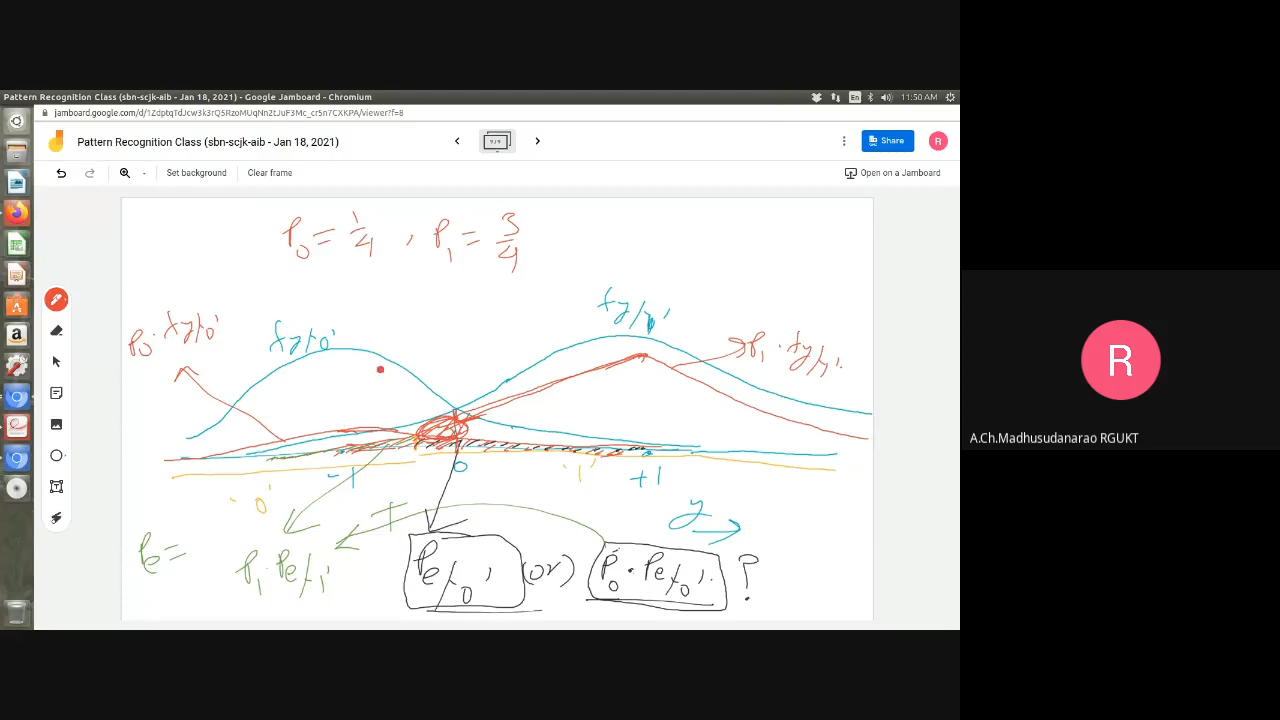 Pattern Recognition Class (sbn-scjk-aib - Jan 18, 2021) - Google Jamboard - Chromium
En
11:50 AM
Pattern Recognition Class (sbn-scjk-aib - Jan 18, 2021)
9 / 9
Share
R
Set background
Clear frame
Open on a Jamboard
P0 = 1/4 , P1 = 3/4
P0 · fy/'0'
fy/'0'
fy/'1'
P1 · fy/'1'
-1
0
'1'
+1
'0'
y
Pe =
P1 · Pe/'1'
+
Pe/'0'
(or)
P0 · Pe/'0'
?
R
A.Ch.Madhusudanarao RGUKT